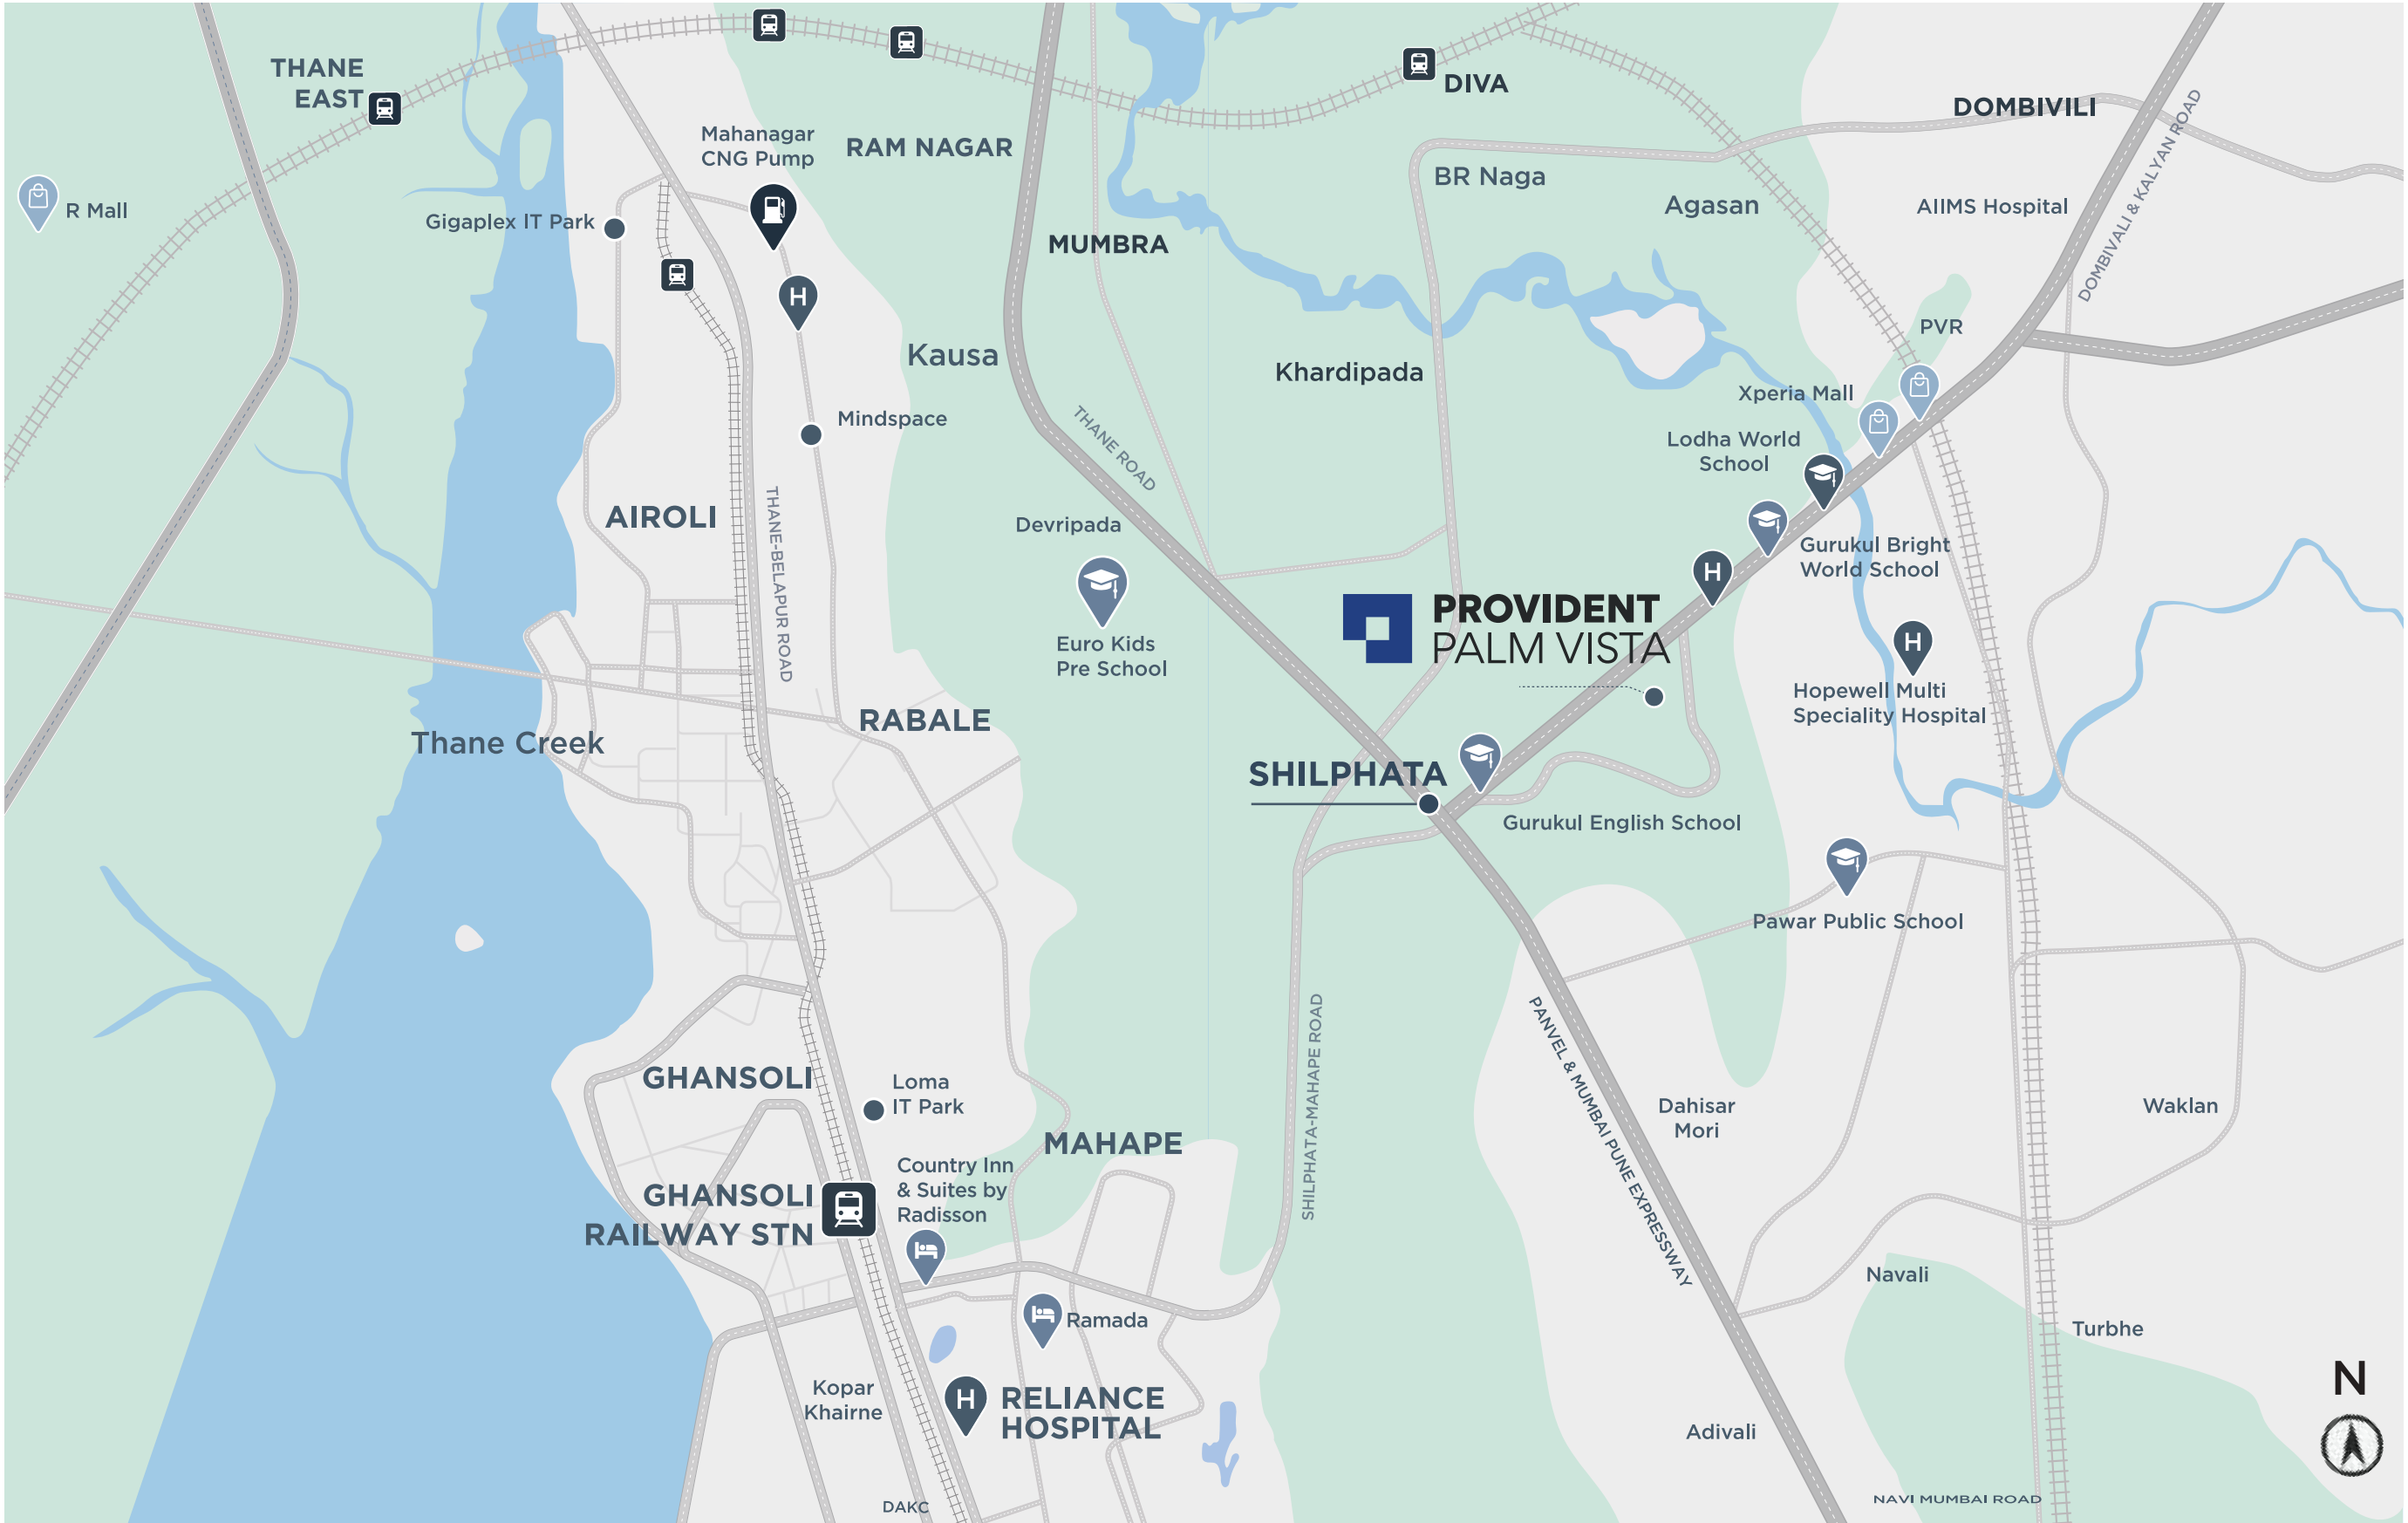 THANE
EAST
DIVA
DOMBIVILI
Mahanagar
CNG Pump
RAM NAGAR
BR Naga
Agasan
AIIMS Hospital
DOMBIVALI & KALYAN ROAD
R Mall
Gigaplex IT Park
MUMBRA
H
PVR
Kausa
Khardipada
Xperia Mall
Mindspace
THANE ROAD
Lodha World
School
AIROLI
THANE-BELAPUR ROAD
Devripada
Gurukul Bright
World School
H
PROVIDENT
PALM VISTA
Euro Kids
Pre School
H
Hopewell Multi
Speciality Hospital
RABALE
Thane Creek
SHILPHATA
Gurukul English School
Pawar Public School
SHILPHATA-MAHAPE ROAD
PANVEL & MUMBAI PUNE EXPRESSWAY
GHANSOLI
Loma
IT Park
Dahisar
Mori
Waklan
MAHAPE
Country Inn
& Suites by
Radisson
GHANSOLI
RAILWAY STN
Navali
Ramada
Turbhe
Kopar
Khairne
H
RELIANCE
HOSPITAL
N
Adivali
DAKC
NAVI MUMBAI ROAD